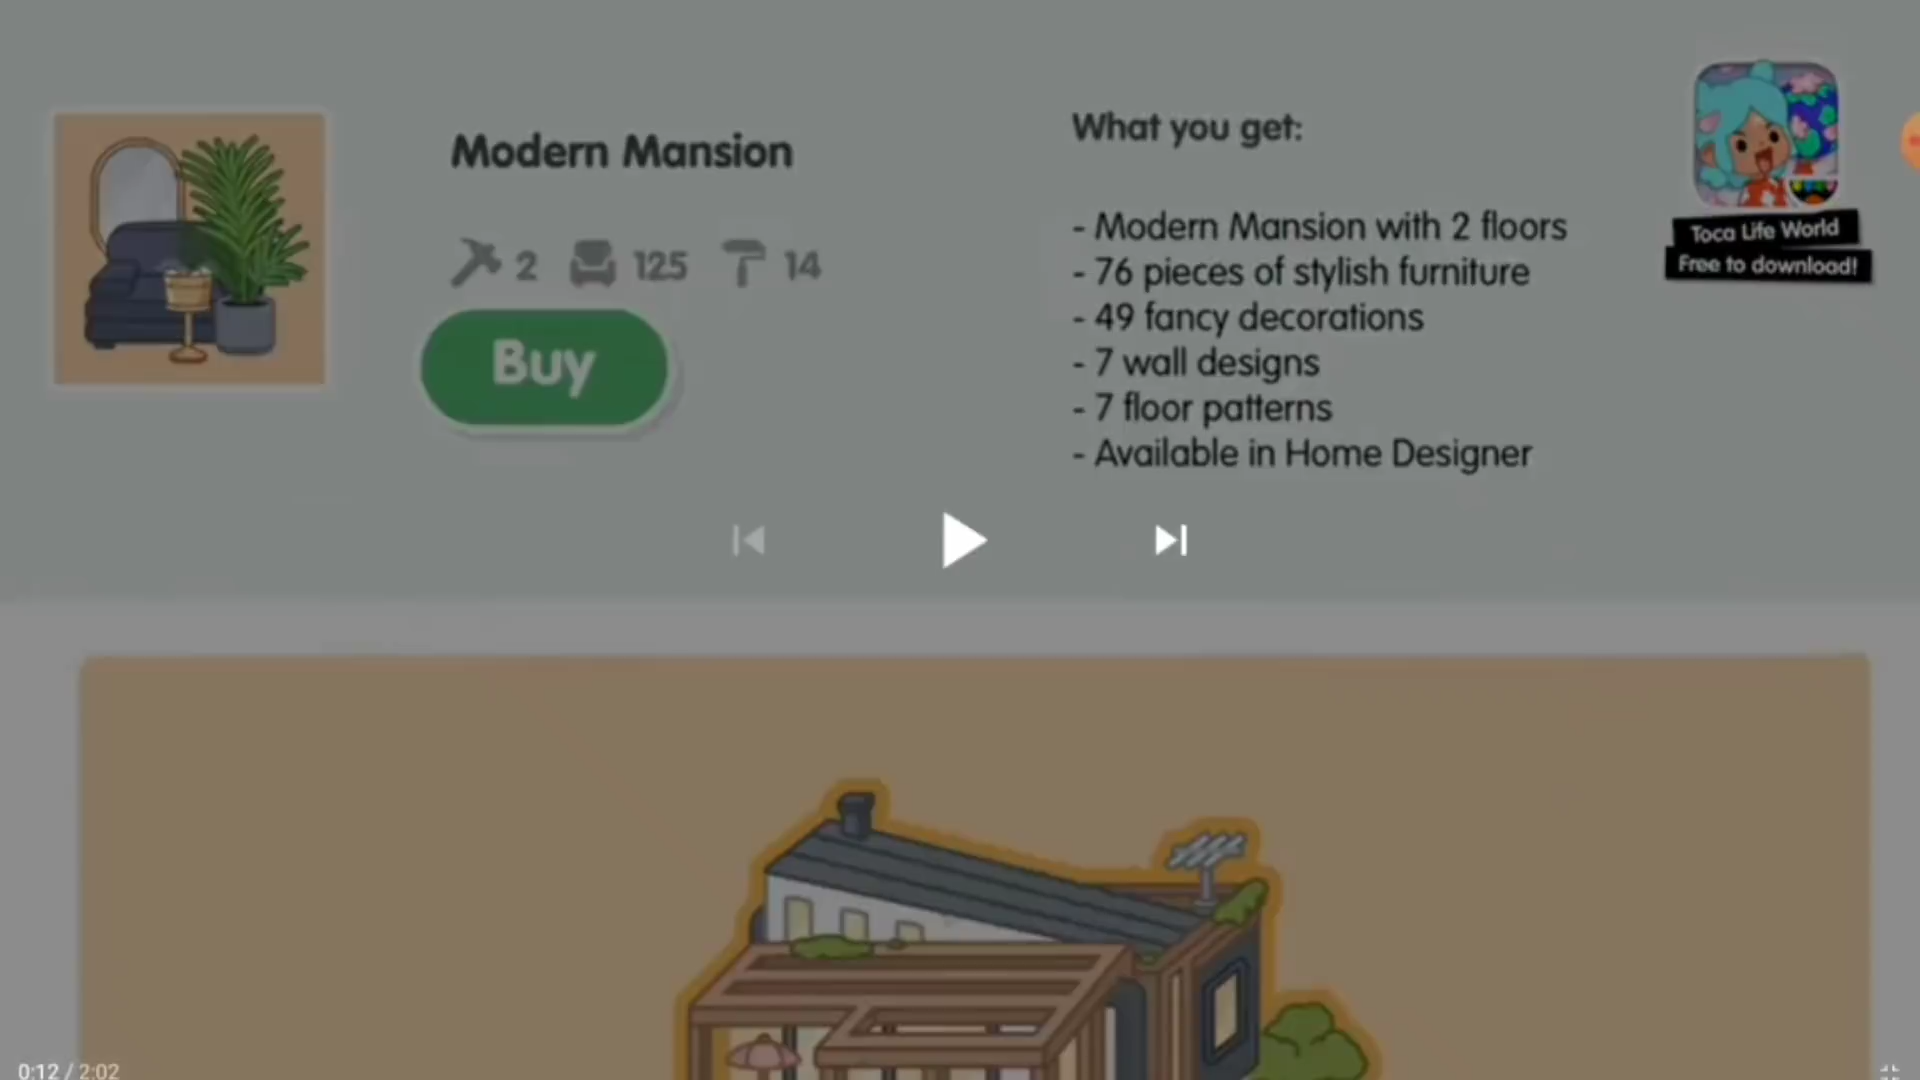 Modern Mansion
2 125 14
Buy
What you get:
- Modern Mansion with 2 floors
- 76 pieces of stylish furniture
- 49 fancy decorations
- 7 wall designs
- 7 floor patterns
- Available in Home Designer
Toca Life World
Free to download!
0:12 / 2:02